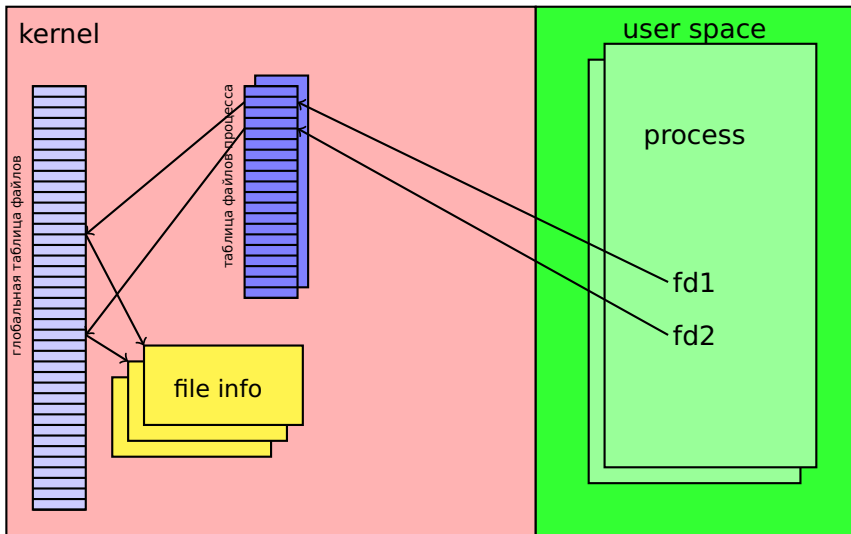 kernel
user space
глобальная таблица файлов
таблица файлов процесса
process
fd1
fd2
file info